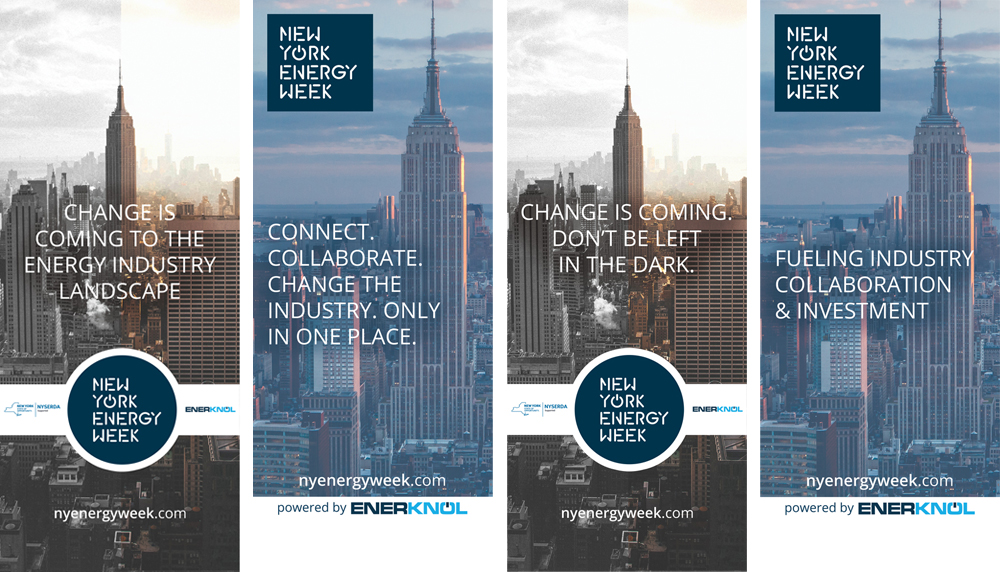 CHANGE IS
COMING TO THE
ENERGY INDUSTRY
LANDSCAPE
NEW
YORK
ENERGY
WEEK
NEW YORK
NYSERDA
ENERKNOL
nyenergyweek.com
NEW
YORK
ENERGY
WEEK
CONNECT.
COLLABORATE.
CHANGE THE
INDUSTRY. ONLY
IN ONE PLACE.
nyenergyweek.com
powered by ENERKNOL
CHANGE IS COMING.
DON'T BE LEFT
IN THE DARK.
NEW
YORK
ENERGY
WEEK
NEW YORK
NYSERDA
ENERKNOL
nyenergyweek.com
NEW
YORK
ENERGY
WEEK
FUELING INDUSTRY
COLLABORATION
& INVESTMENT
nyenergyweek.com
powered by ENERKNOL